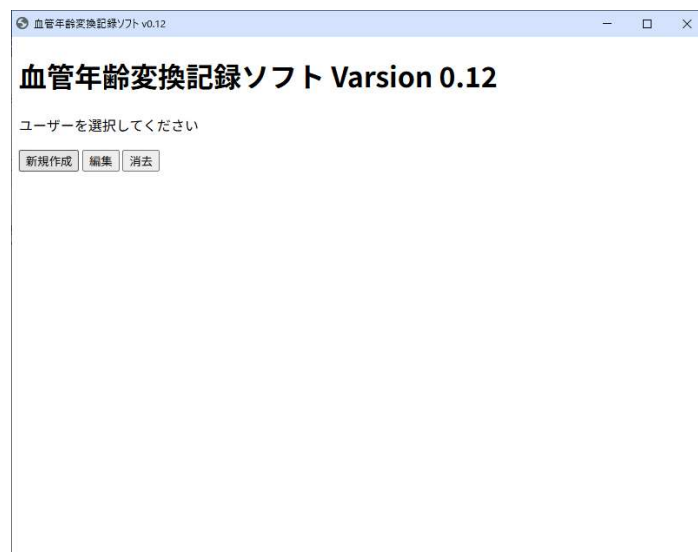 血管年齢変換記録ソフト v0.12
血管年齢変換記録ソフト Varsion 0.12
ユーザーを選択してください
新規作成 編集 消去